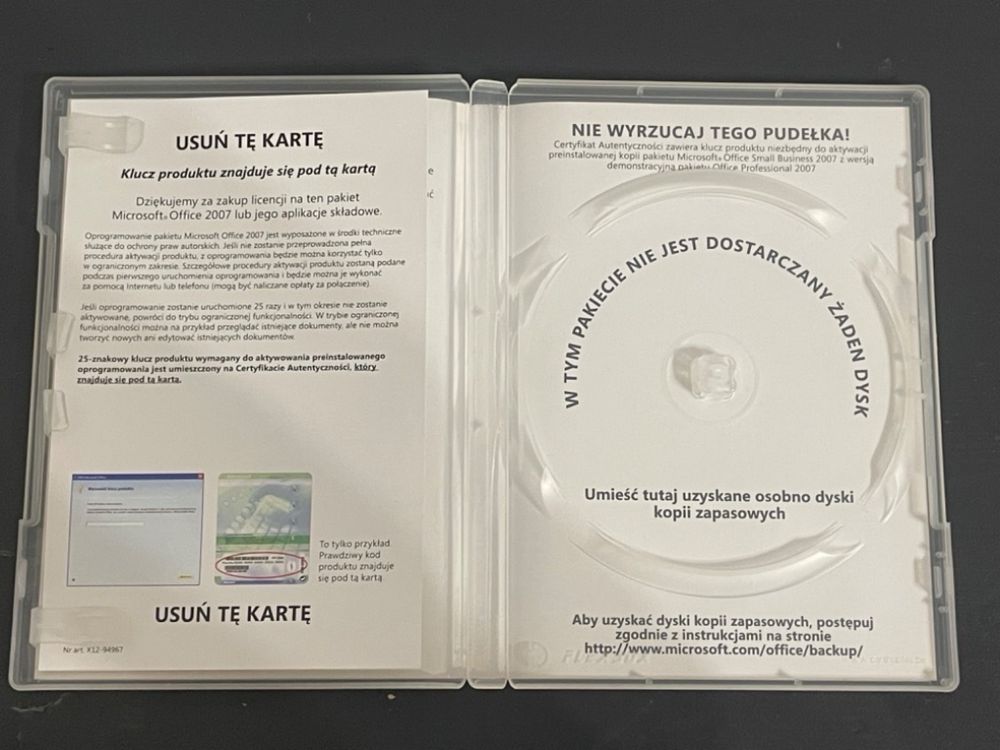 USUŃ TĘ KARTĘ
Klucz produktu znajduje się pod tą kartą
Dziękujemy za zakup licencji na ten pakiet
Microsoft® Office 2007 lub jego aplikacje składowe.
Oprogramowanie pakietu Microsoft Office 2007 jest wyposażone w środki techniczne
służące do ochrony praw autorskich. Jeśli nie zostanie przeprowadzona pełna
procedura aktywacji produktu, z oprogramowania będzie można korzystać tylko
w ograniczonym zakresie. Szczegółowe procedury aktywacji produktu zostaną podane
podczas pierwszego uruchomienia oprogramowania i będzie można je wykonać
za pomocą Internetu lub telefonu (mogą być naliczane opłaty za połączenie).
Jeśli oprogramowanie zostanie uruchomione 25 razy i w tym okresie nie zostanie
aktywowane, powróci do trybu ograniczonej funkcjonalności. W trybie ograniczonej
funkcjonalności można na przykład przeglądać istniejące dokumenty, ale nie można
tworzyć nowych ani edytować istniejących dokumentów.
25-znakowy klucz produktu wymagany do aktywowania preinstalowanego
oprogramowania jest umieszczony na Certyfikacie Autentyczności, który
znajduje się pod tą kartą.
To tylko przykład.
Prawdziwy kod
produktu znajduje
się pod tą kartą.
USUŃ TĘ KARTĘ
Nr art. X12-94967
e
ć
NIE WYRZUCAJ TEGO PUDEŁKA!
Certyfikat Autentyczności zawiera klucz produktu niezbędny do aktywacji
preinstalowanej kopii pakietu Microsoft® Office Small Business 2007 z wersją
demonstracyjną pakietu Office Professional 2007
W TYM PAKIECIE NIE JEST DOSTARCZANY ŻADEN DYSK
Umieść tutaj uzyskane osobno dyski
kopii zapasowych
Aby uzyskać dyski kopii zapasowych, postępuj
zgodnie z instrukcjami na stronie
http://www.microsoft.com/office/backup/